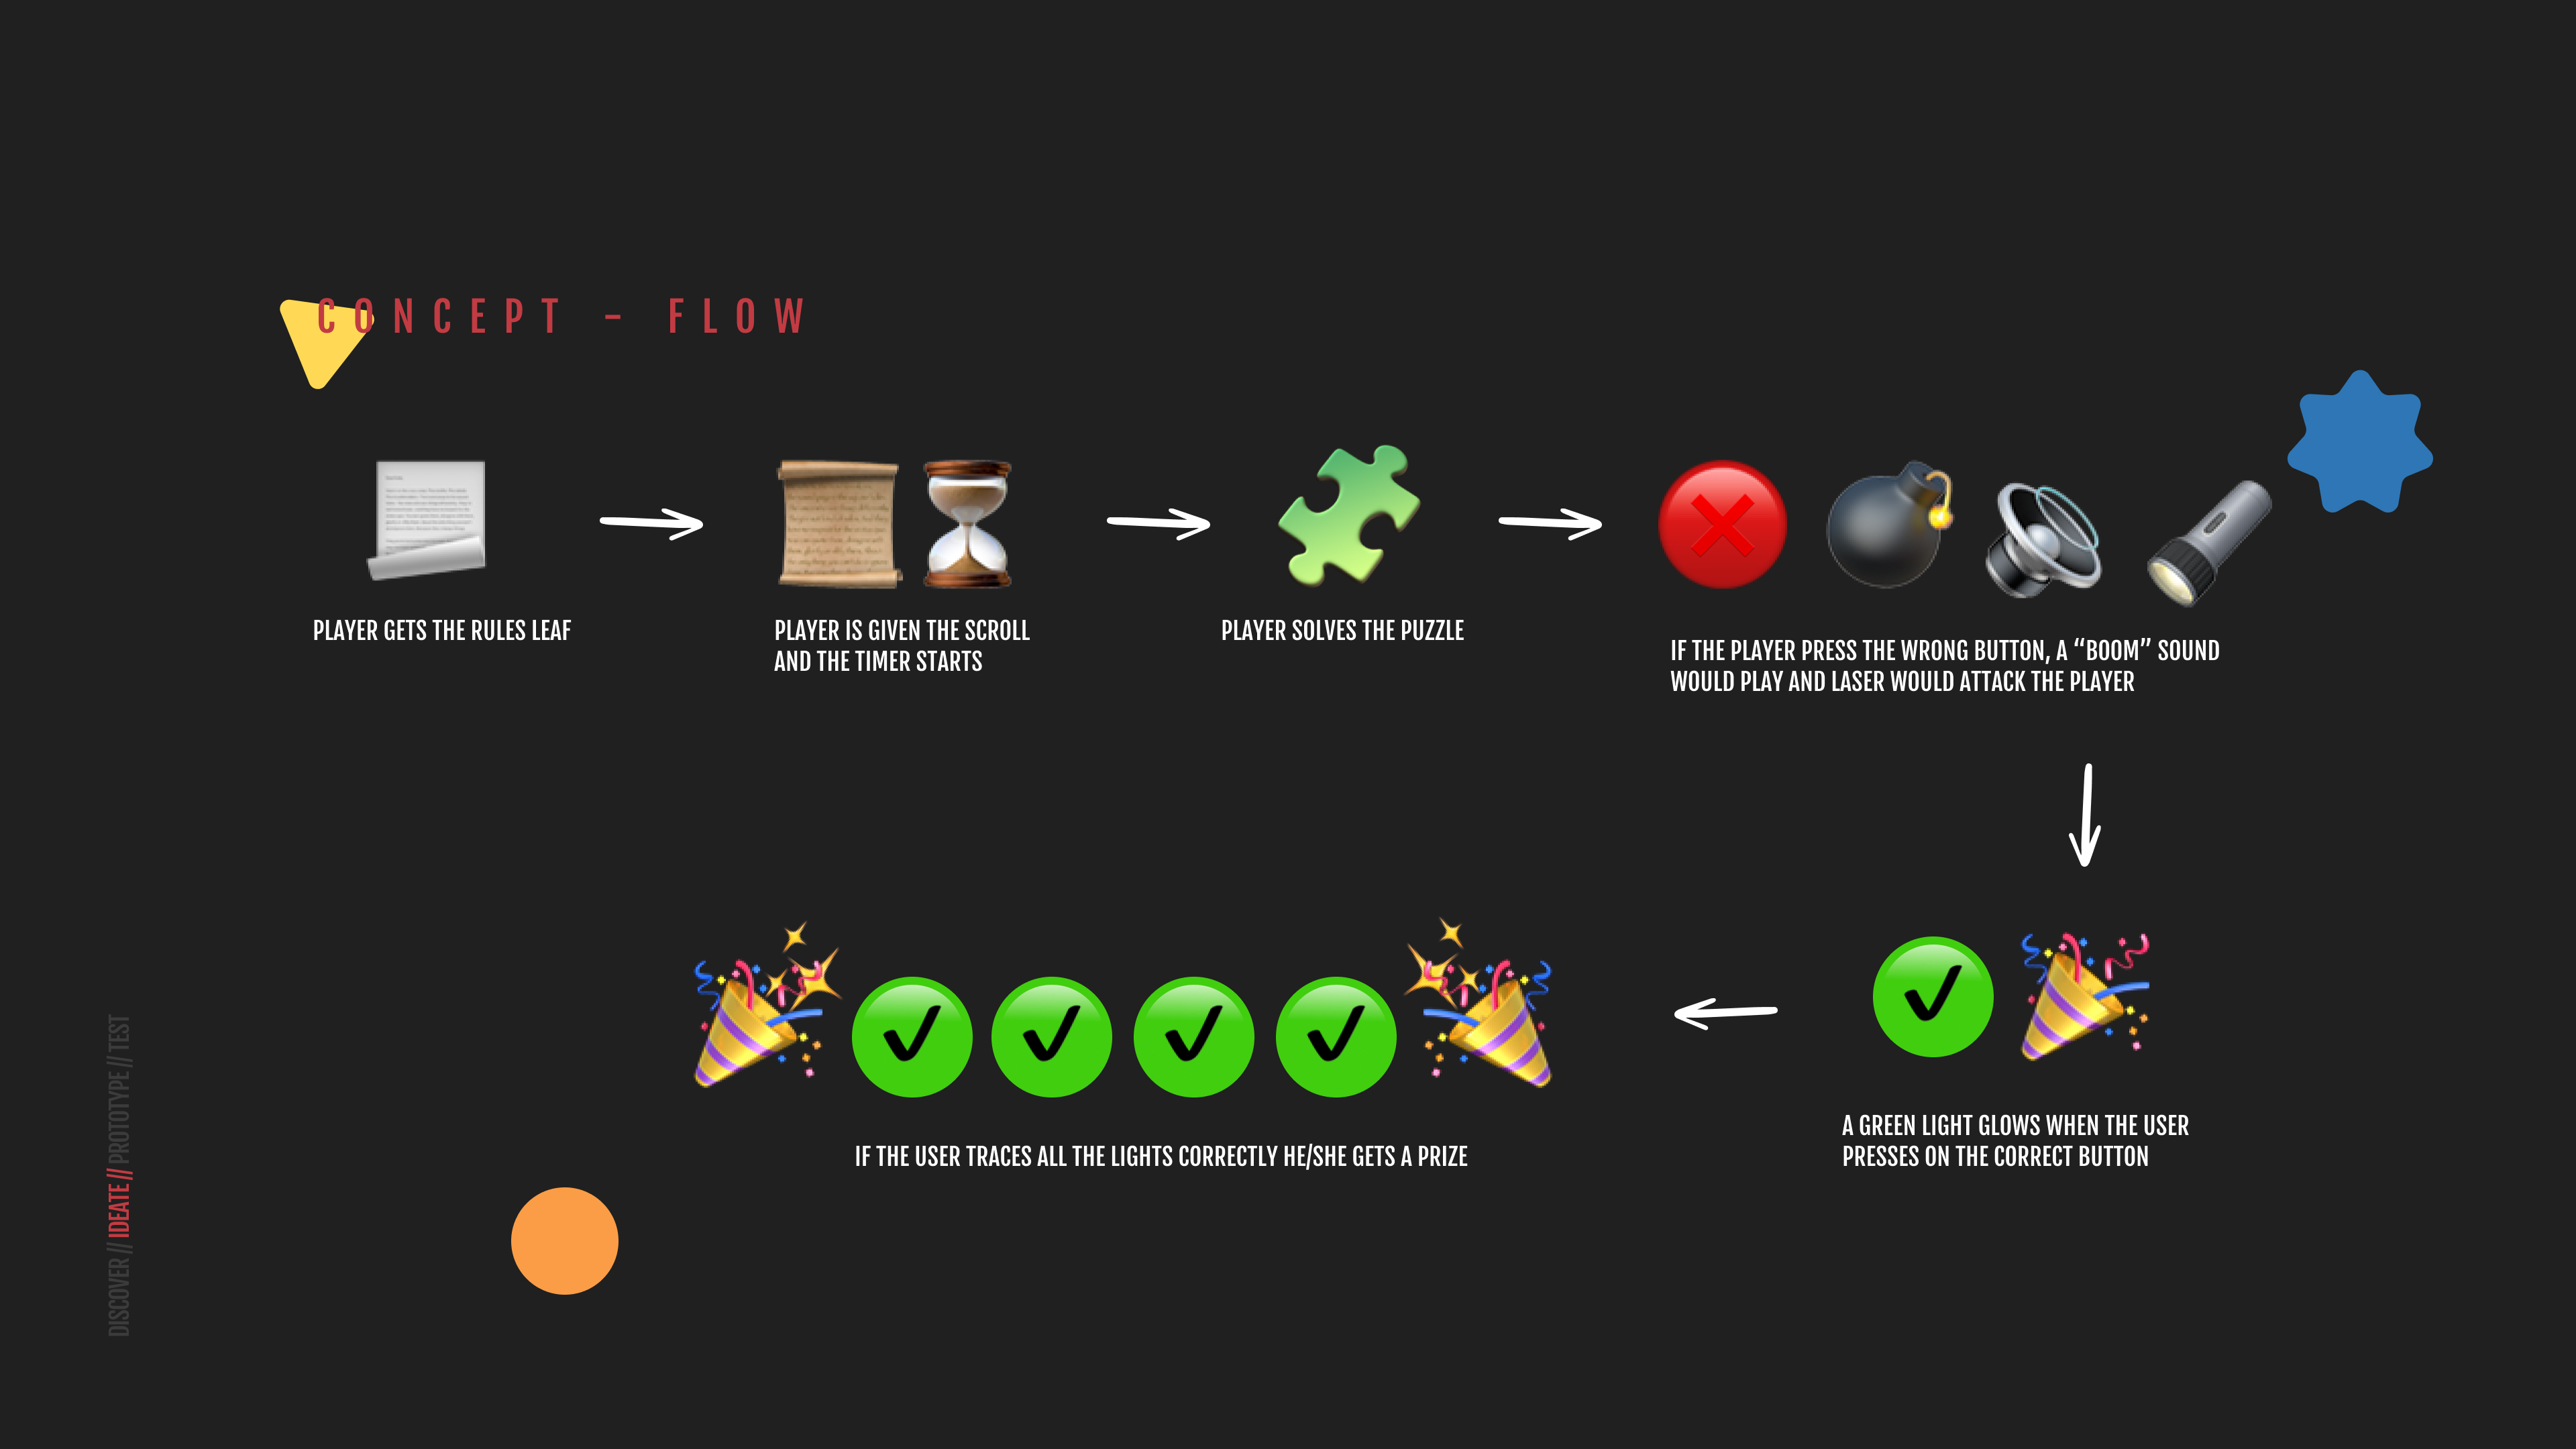 CONCEPT - FLOW
PLAYER GETS THE RULES LEAF
PLAYER IS GIVEN THE SCROLL
AND THE TIMER STARTS
PLAYER SOLVES THE PUZZLE
IF THE PLAYER PRESS THE WRONG BUTTON, A “BOOM” SOUND
WOULD PLAY AND LASER WOULD ATTACK THE PLAYER
A GREEN LIGHT GLOWS WHEN THE USER
PRESSES ON THE CORRECT BUTTON
IF THE USER TRACES ALL THE LIGHTS CORRECTLY HE/SHE GETS A PRIZE
DISCOVER // IDEATE // PROTOTYPE // TEST